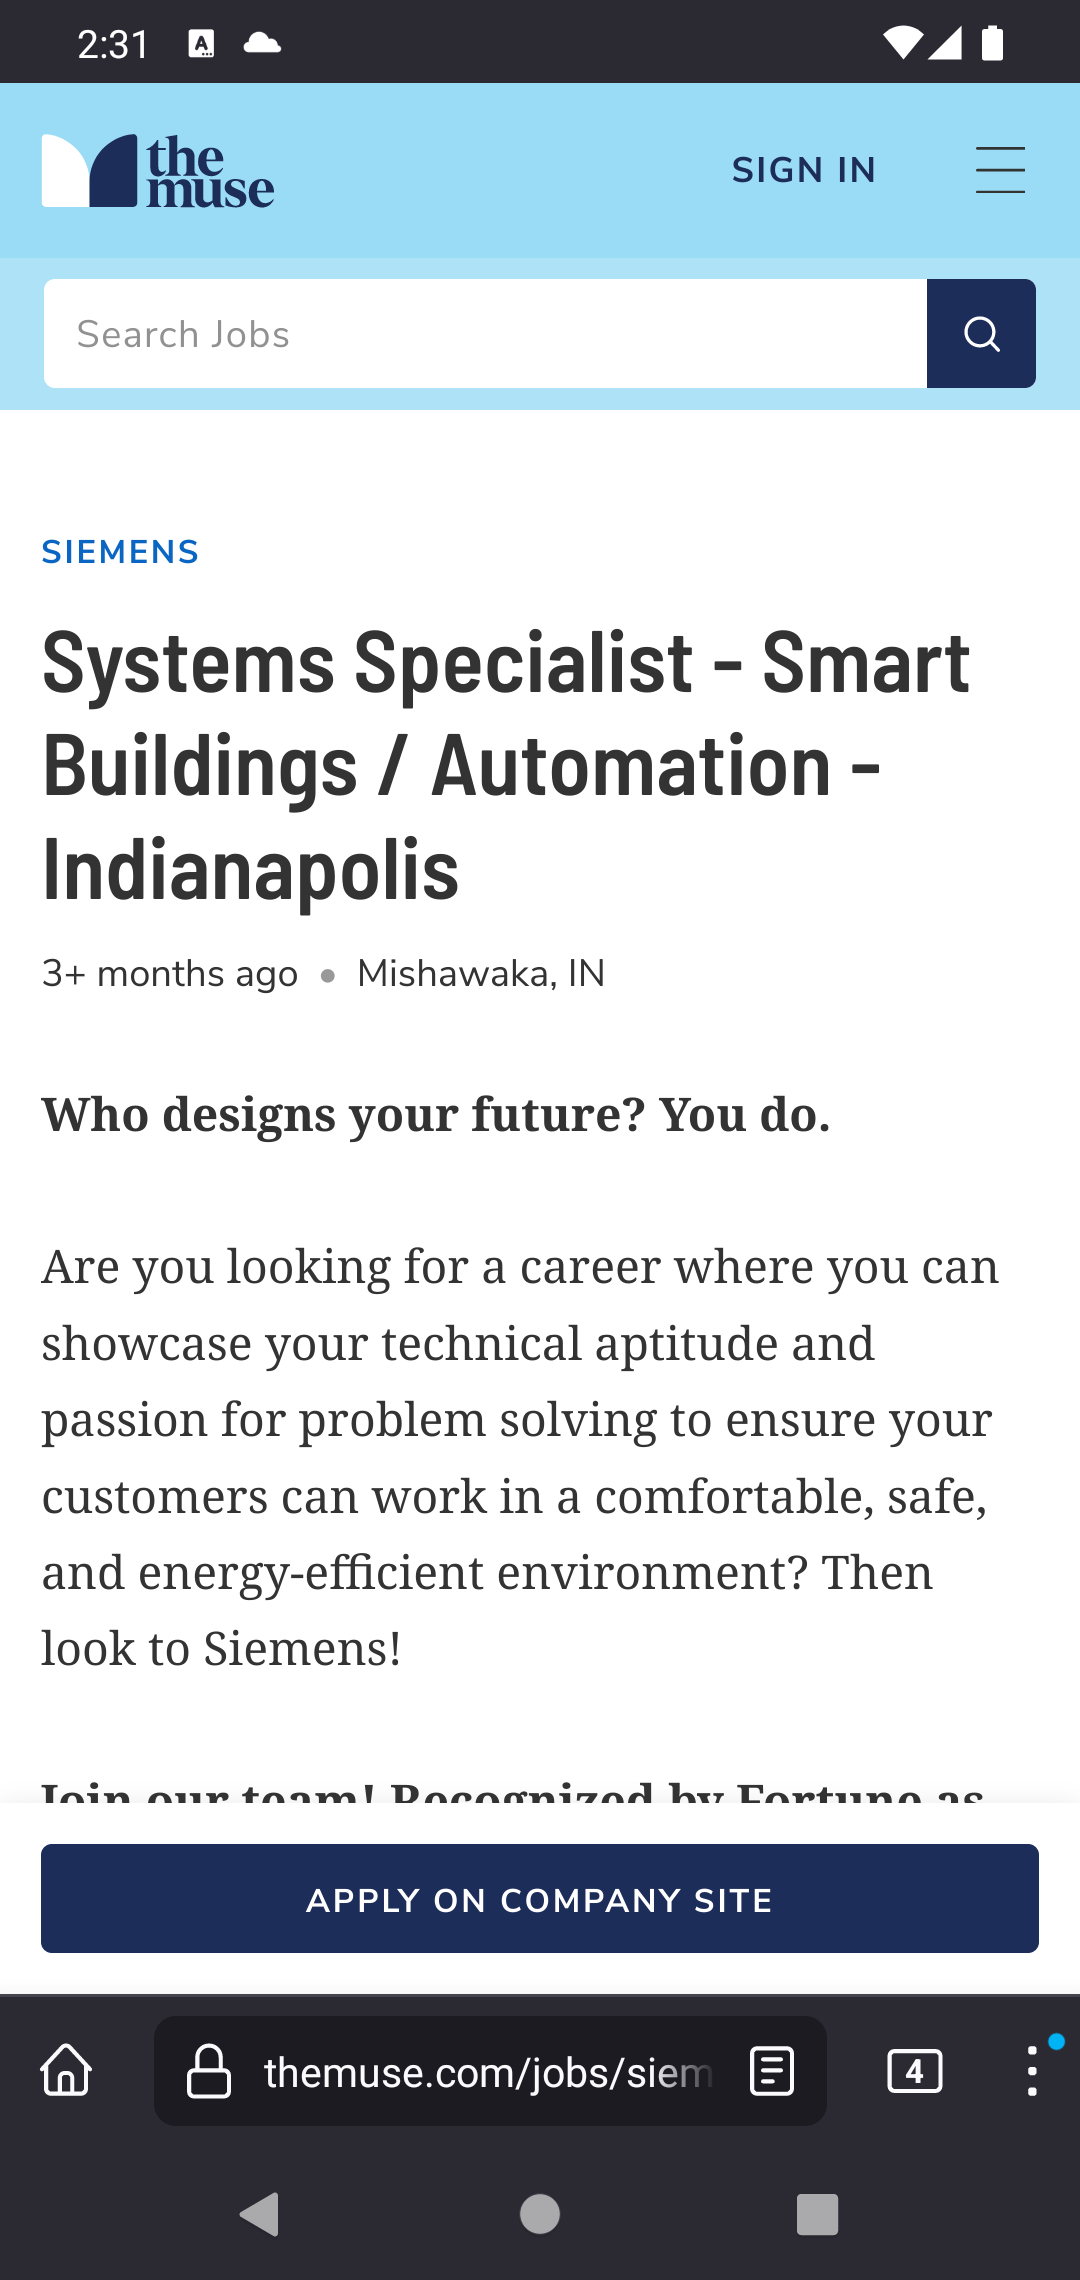 2:31
the
muse
SIGN IN
Search Jobs
SIEMENS
Systems Specialist - Smart
Buildings / Automation -
Indianapolis
3+ months ago • Mishawaka, IN
Who designs your future? You do.
Are you looking for a career where you can
showcase your technical aptitude and
passion for problem solving to ensure your
customers can work in a comfortable, safe,
and energy-efficient environment? Then
look to Siemens!
Join our team! Recognized by Fortune as
APPLY ON COMPANY SITE
themuse.com/jobs/siem
4